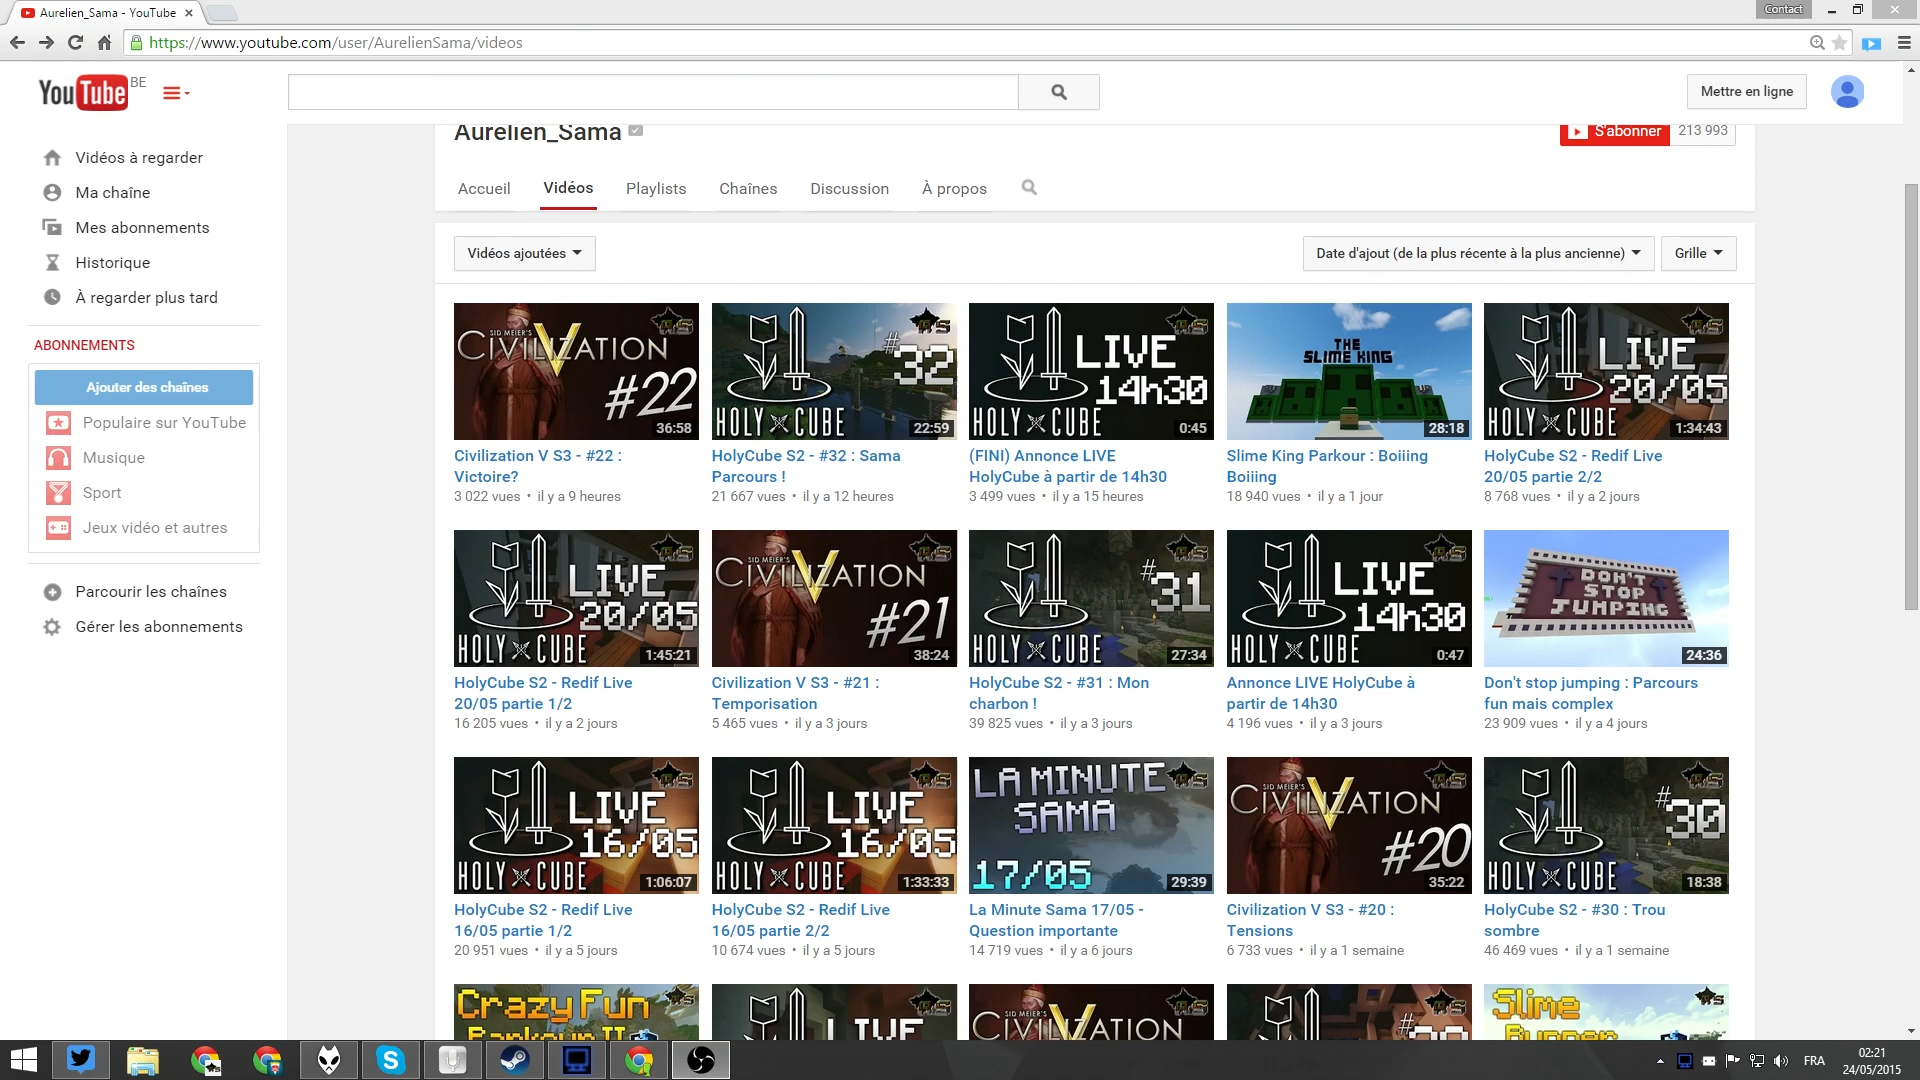 Aurelien_Sama - YouTube
Contact
https://www.youtube.com/user/AurelienSama/videos
YouTube BE
Mettre en ligne
Aurelien_Sama
S'abonner 213 993
Accueil Vidéos Playlists Chaînes Discussion À propos
Vidéos à regarder
Ma chaîne
Mes abonnements
Historique
À regarder plus tard
ABONNEMENTS
Ajouter des chaînes
Populaire sur YouTube
Musique
Sport
Jeux vidéo et autres
Parcourir les chaînes
Gérer les abonnements
Vidéos ajoutées
Date d'ajout (de la plus récente à la plus ancienne)
Grille
SID MEIER'S
CIVILIZATION
V
#22
36:58
Civilization V S3 - #22 :
Victoire?
3 022 vues • il y a 9 heures
#32
HOLY CUBE
22:59
HolyCube S2 - #32 : Sama
Parcours !
21 667 vues • il y a 12 heures
LIVE
14h30
HOLY CUBE
0:45
(FINI) Annonce LIVE
HolyCube à partir de 14h30
3 499 vues • il y a 15 heures
THE
SLIME KING
28:18
Slime King Parkour : Boiiing
Boiiing
18 940 vues • il y a 1 jour
LIVE
20/05
HOLY CUBE
1:34:43
HolyCube S2 - Redif Live
20/05 partie 2/2
8 768 vues • il y a 2 jours
LIVE
20/05
HOLY CUBE
1:45:21
HolyCube S2 - Redif Live
20/05 partie 1/2
16 205 vues • il y a 2 jours
SID MEIER'S
CIVILIZATION
V
#21
38:24
Civilization V S3 - #21 :
Temporisation
5 465 vues • il y a 3 jours
#31
HOLY CUBE
27:34
HolyCube S2 - #31 : Mon
charbon !
39 825 vues • il y a 3 jours
LIVE
14h30
HOLY CUBE
0:47
Annonce LIVE HolyCube à
partir de 14h30
4 196 vues • il y a 3 jours
DON'T
STOP
JUMPING
24:36
Don't stop jumping : Parcours
fun mais complex
23 909 vues • il y a 4 jours
LIVE
16/05
HOLY CUBE
1:06:07
HolyCube S2 - Redif Live
16/05 partie 1/2
20 951 vues • il y a 5 jours
LIVE
16/05
HOLY CUBE
1:33:33
HolyCube S2 - Redif Live
16/05 partie 2/2
10 674 vues • il y a 5 jours
LA MINUTE
SAMA
17/05
29:39
La Minute Sama 17/05 -
Question importante
14 719 vues • il y a 6 jours
SID MEIER'S
CIVILIZATION
V
#20
35:22
Civilization V S3 - #20 :
Tensions
6 733 vues • il y a 1 semaine
#30
HOLY CUBE
18:38
HolyCube S2 - #30 : Trou
sombre
46 469 vues • il y a 1 semaine
Crazy Fun
LIVE
SID MEIER'S
CIVILIZATION
V
Slime
Runner
FRA
02:21
24/05/2015